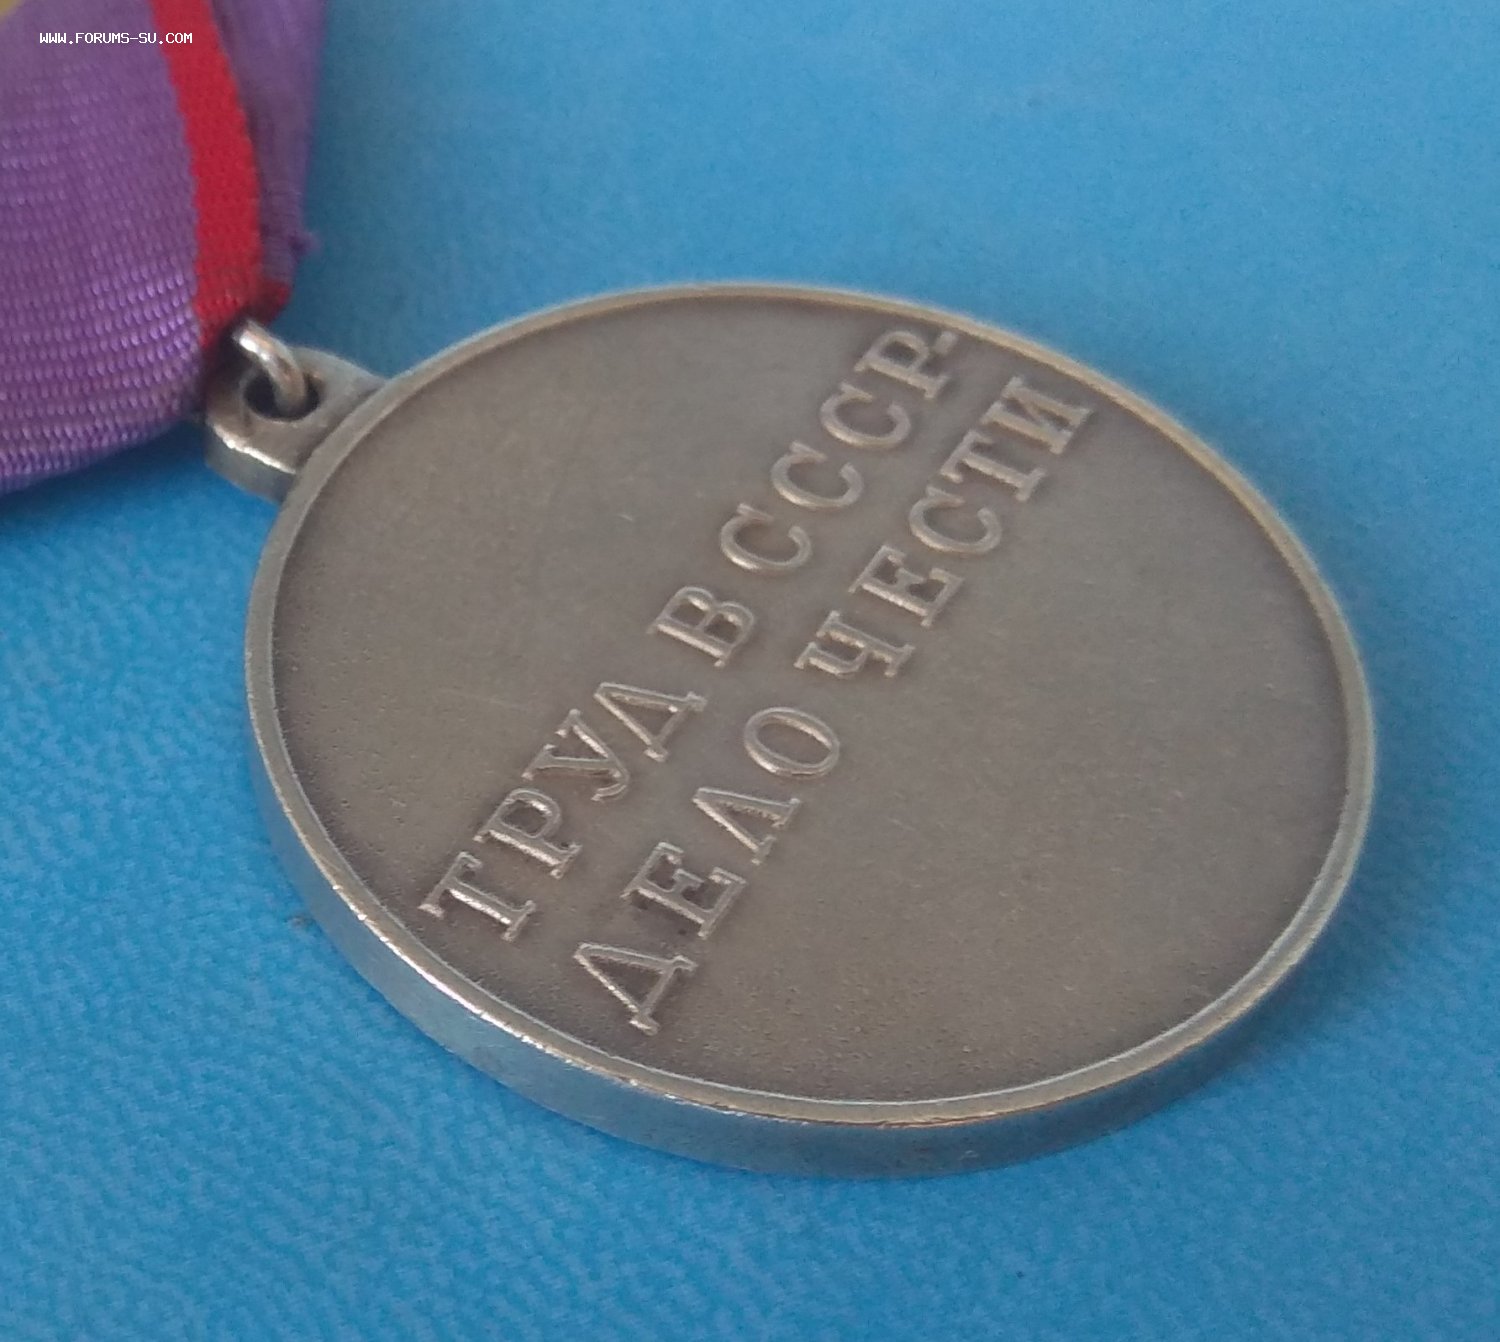 WWW.FORUMS-SU.COM
ТРУД В СССР-
ДЕЛО ЧЕСТИ